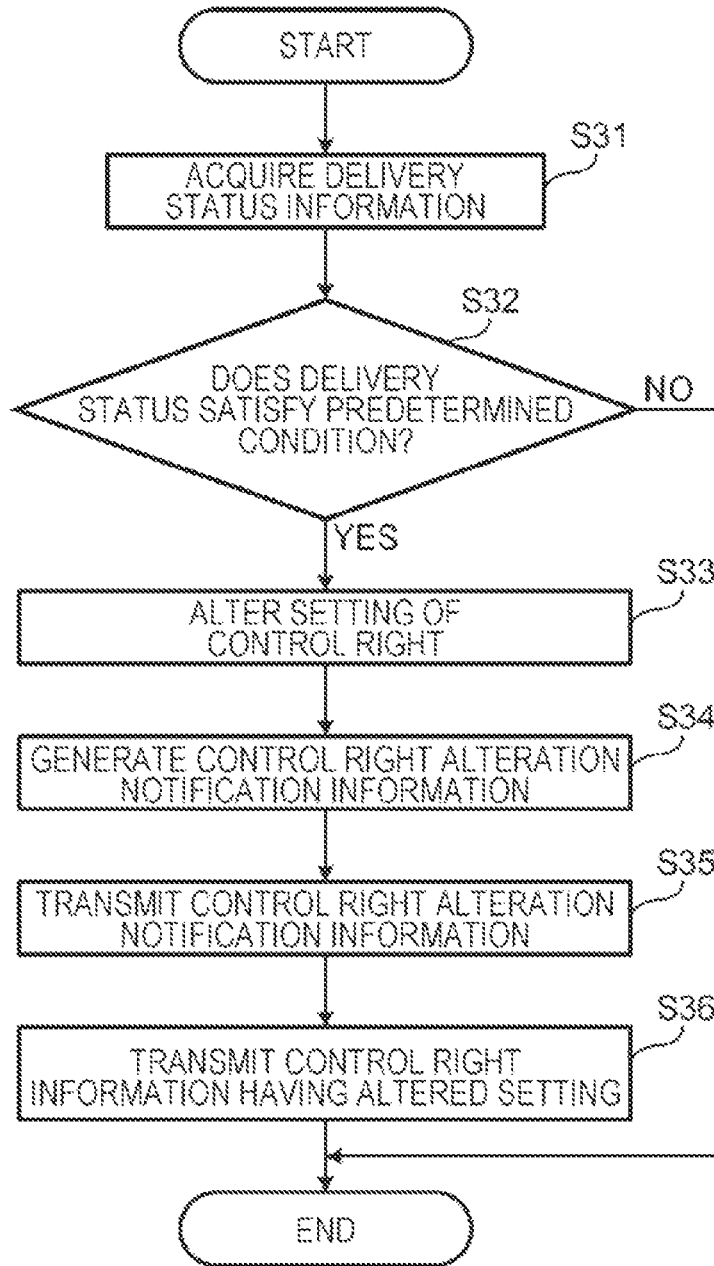 START
S31
ACQUIRE DELIVERY
STATUS INFORMATION
S32
DOES DELIVERY
STATUS SATISFY PREDETERMINED
CONDITION?
NO
YES
S33
ALTER SETTING OF
CONTROL RIGHT
S34
GENERATE CONTROL RIGHT ALTERATION
NOTIFICATION INFORMATION
S35
TRANSMIT CONTROL RIGHT ALTERATION
NOTIFICATION INFORMATION
S36
TRANSMIT CONTROL RIGHT
INFORMATION HAVING ALTERED SETTING
END